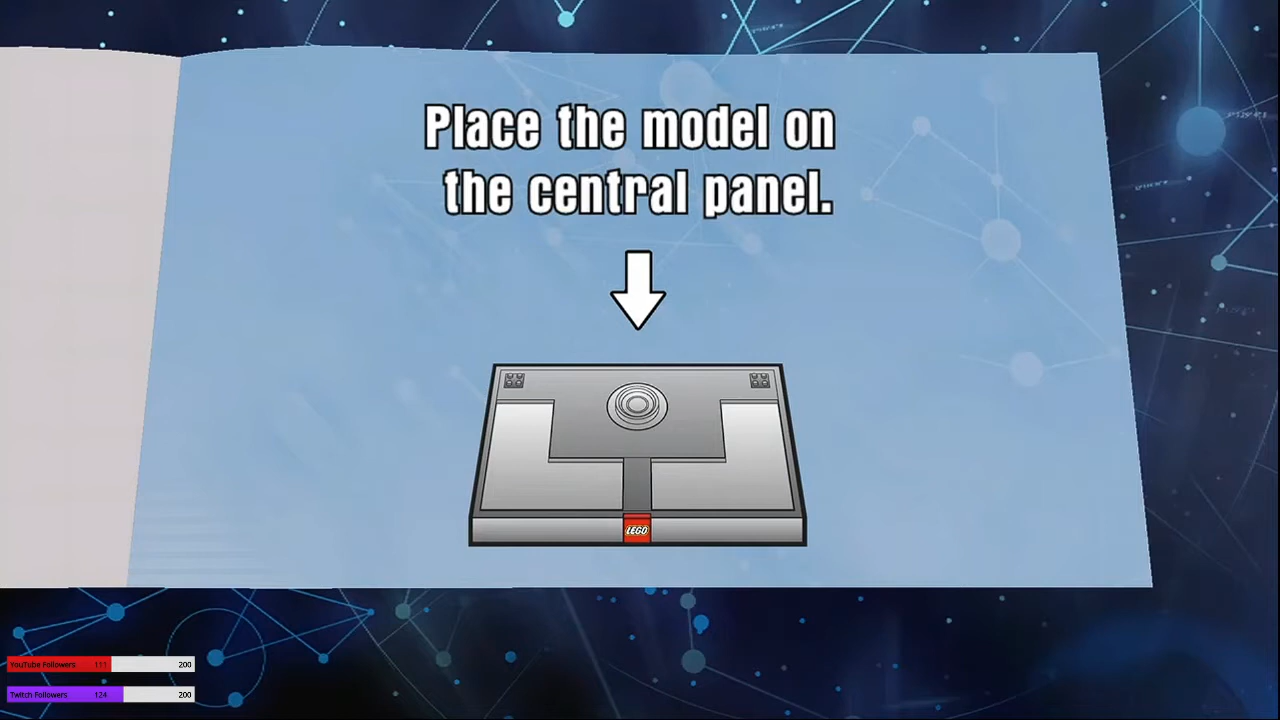 Place the model on
the central panel.
LEGO
YouTube Followers 111 200
Twitch Followers 124 200